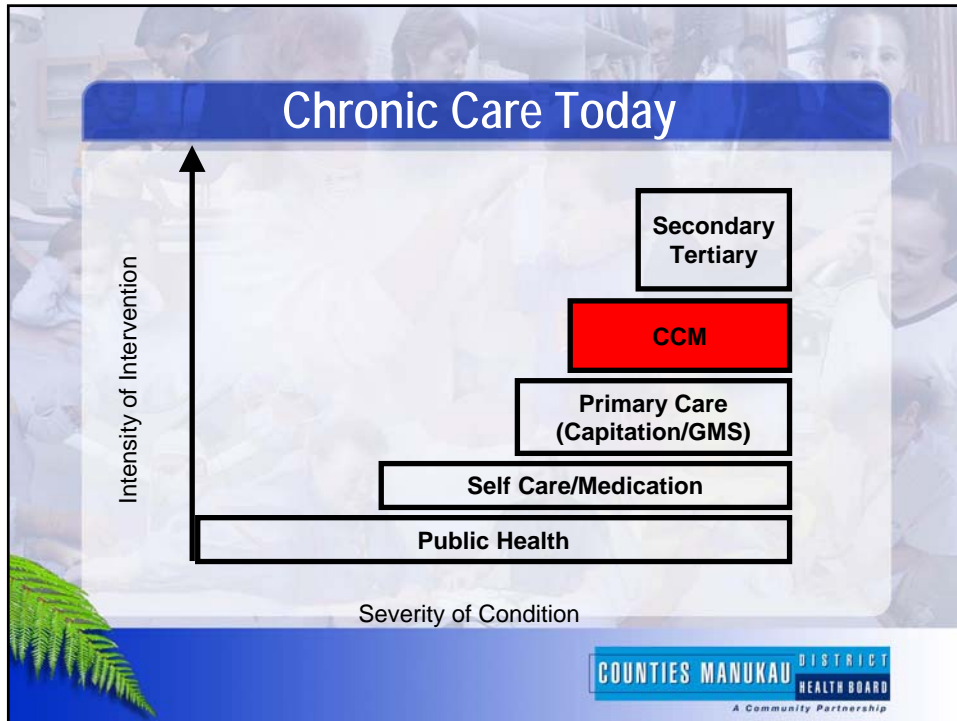 Chronic Care Today
Intensity of Intervention
Secondary
Tertiary
CCM
Primary Care
(Capitation/GMS)
Self Care/Medication
Public Health
Severity of Condition
COUNTIES MANUKAU DISTRICT HEALTH BOARD
A Community Partnership